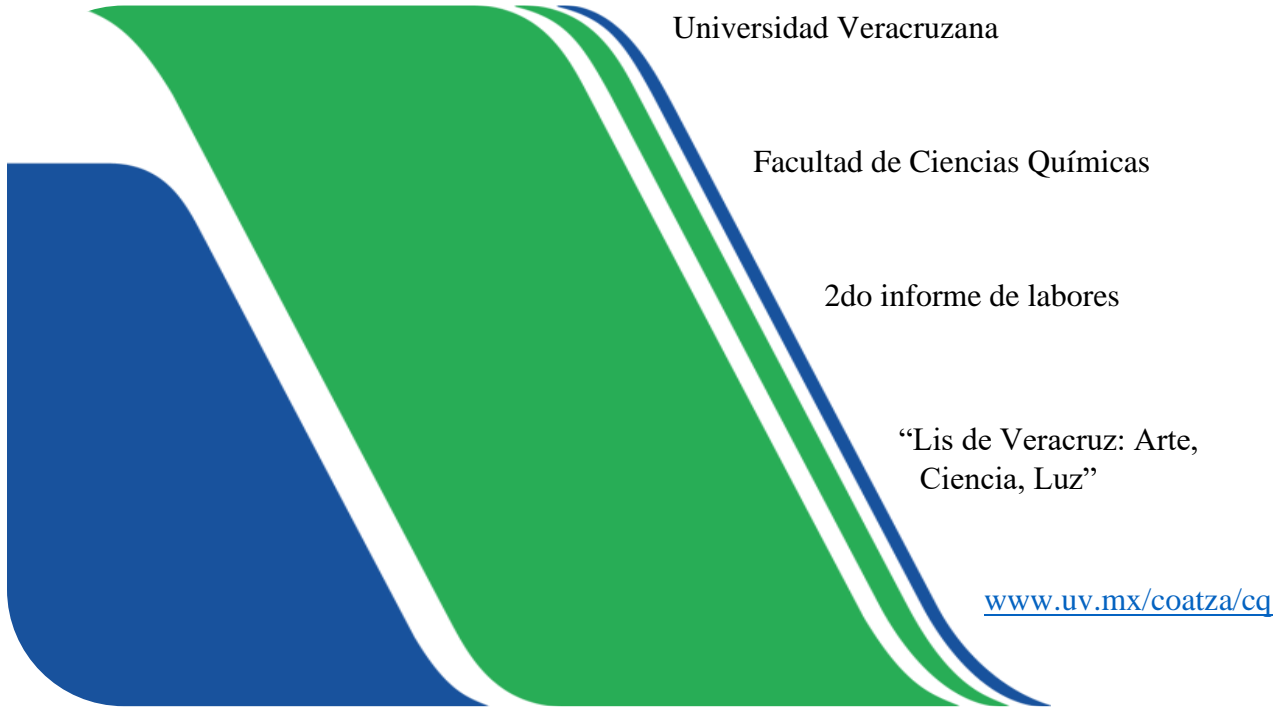 Universidad Veracruzana
Facultad de Ciencias Químicas
2do informe de labores
“Lis de Veracruz: Arte,
Ciencia, Luz”
www.uv.mx/coatza/cq